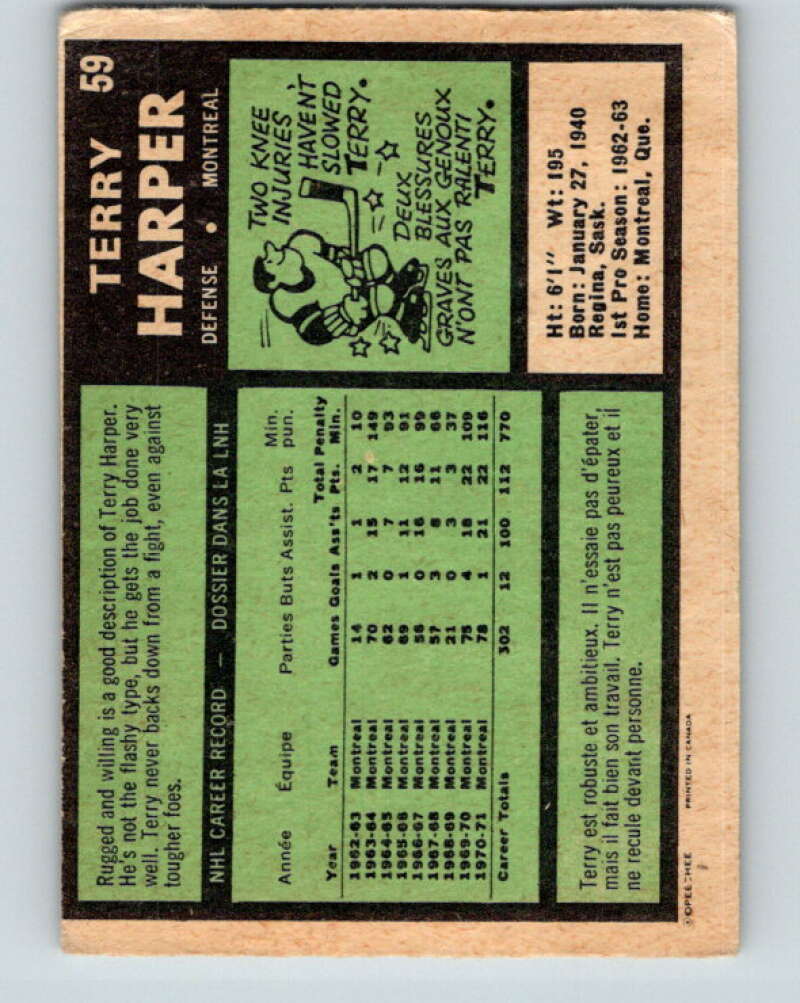 59
TERRY
HARPER
DEFENSE • MONTREAL
Rugged and willing is a good description of Terry Harper.
He's not the flashy type, but he gets the job done very
well. Terry never backs down from a fight, even against
tougher foes.
TWO KNEE
INJURIES
HAVEN'T
SLOWED
TERRY.
DEUX
BLESSURES
GRAVES AUX GENOUX
N'ONT PAS RALENTI
TERRY.
NHL CAREER RECORD — DOSSIER DANS LA LNH
Année Équipe Parties Buts Assist. Pts Min. pun.
Total Penalty
Year Team Games Goals Ass'ts Pts. Min.
1962-63 Montreal 14 1 1 2 10
1963-64 Montreal 70 2 15 17 149
1964-65 Montreal 62 0 7 7 93
1965-66 Montreal 69 1 11 12 91
1966-67 Montreal 56 0 16 16 99
1967-68 Montreal 57 3 8 11 66
1968-69 Montreal 21 0 3 3 37
1969-70 Montreal 75 4 18 22 109
1970-71 Montreal 78 1 21 22 116
Career Totals 502 12 100 112 770
Ht: 6'1" Wt: 195
Born: January 27, 1940
Regina, Sask.
1st Pro Season: 1962-63
Home: Montreal, Que.
Terry est robuste et ambitieux. Il n'essaie pas d'épater,
mais il fait bien son travail. Terry n'est pas peureux et il
ne recule devant personne.
©OPEE-CHEE PRINTED IN CANADA